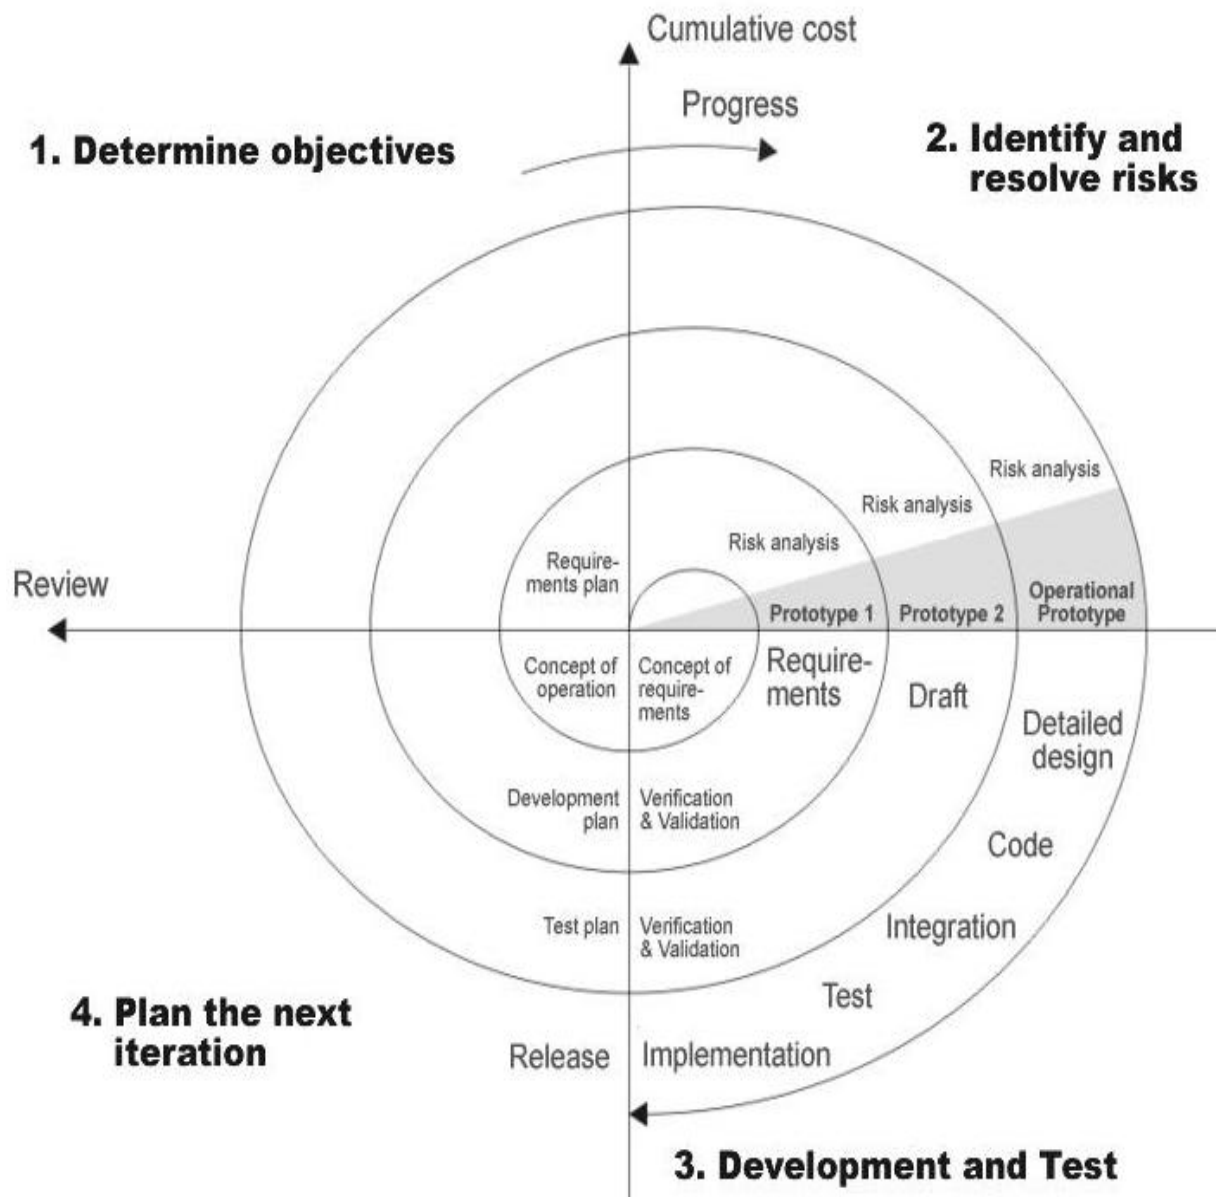 Cumulative cost
Progress
1. Determine objectives
2. Identify and
resolve risks
Risk analysis
Risk analysis
Risk analysis
Require-
ments plan
Review
Operational
Prototype
Prototype 1
Prototype 2
Concept of
operation
Concept of
require-
ments
Require-
ments
Draft
Detailed
design
Development
plan
Verification
& Validation
Code
Test plan
Verification
& Validation
Integration
Test
4. Plan the next
iteration
Release
Implementation
3. Development and Test